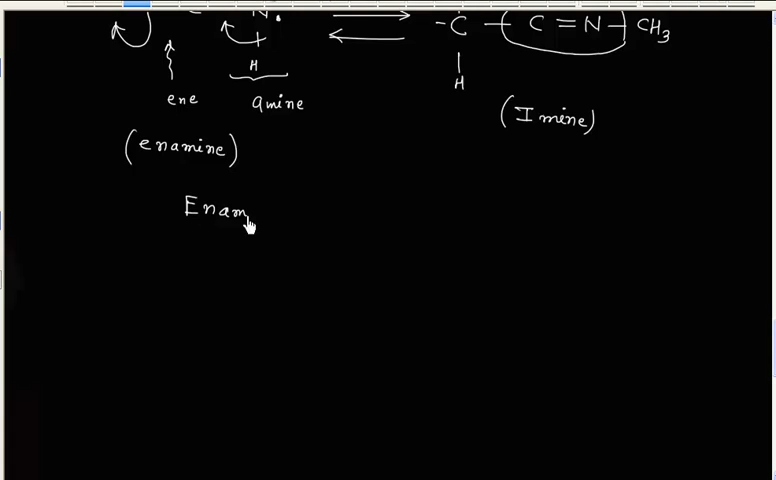 N.
-C - C = N - CH3
H
H
ene
amine
(Imine)
(enamine)
Enam